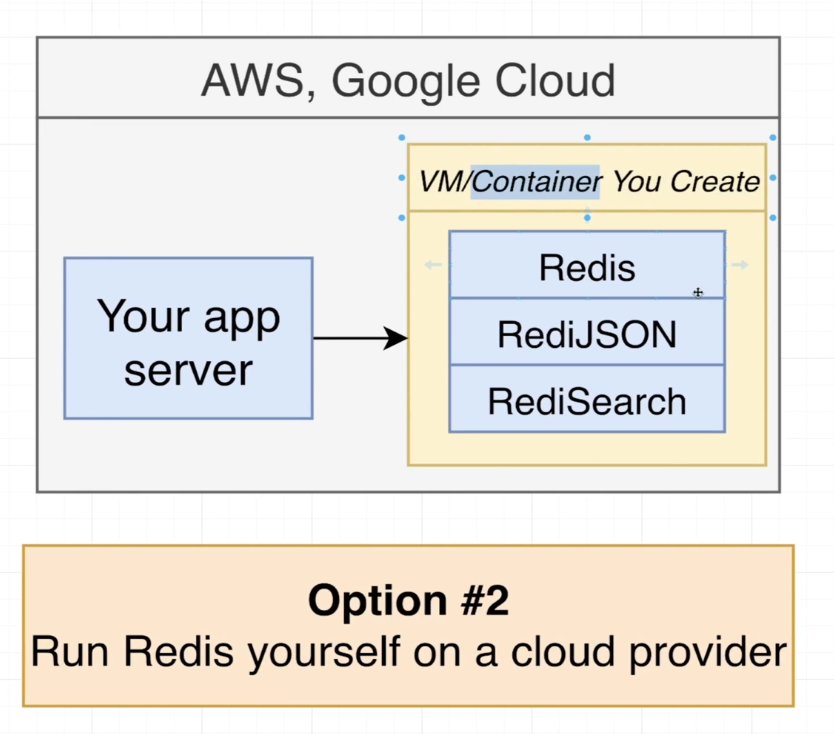 AWS, Google Cloud
VM/Container You Create
Your app
server
Redis
RediJSON
RediSearch
Option #2
Run Redis yourself on a cloud provider